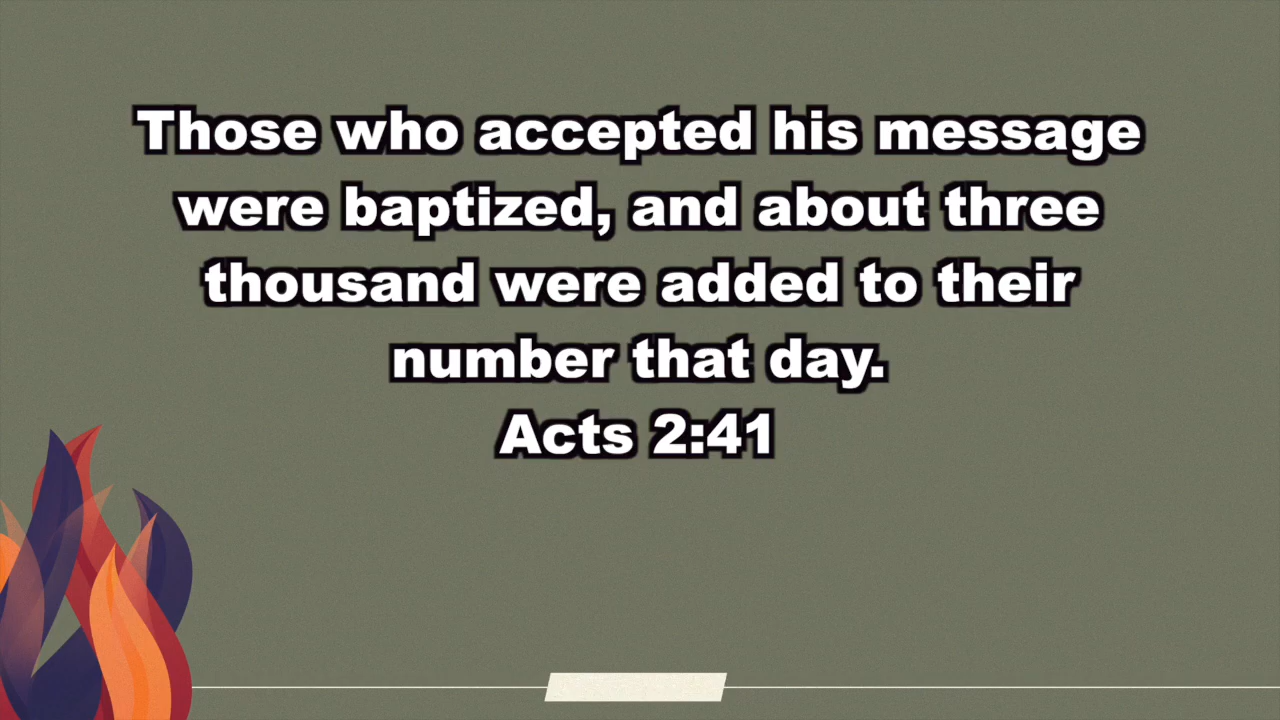 Those who accepted his message
were baptized, and about three
thousand were added to their
number that day.
Acts 2:41